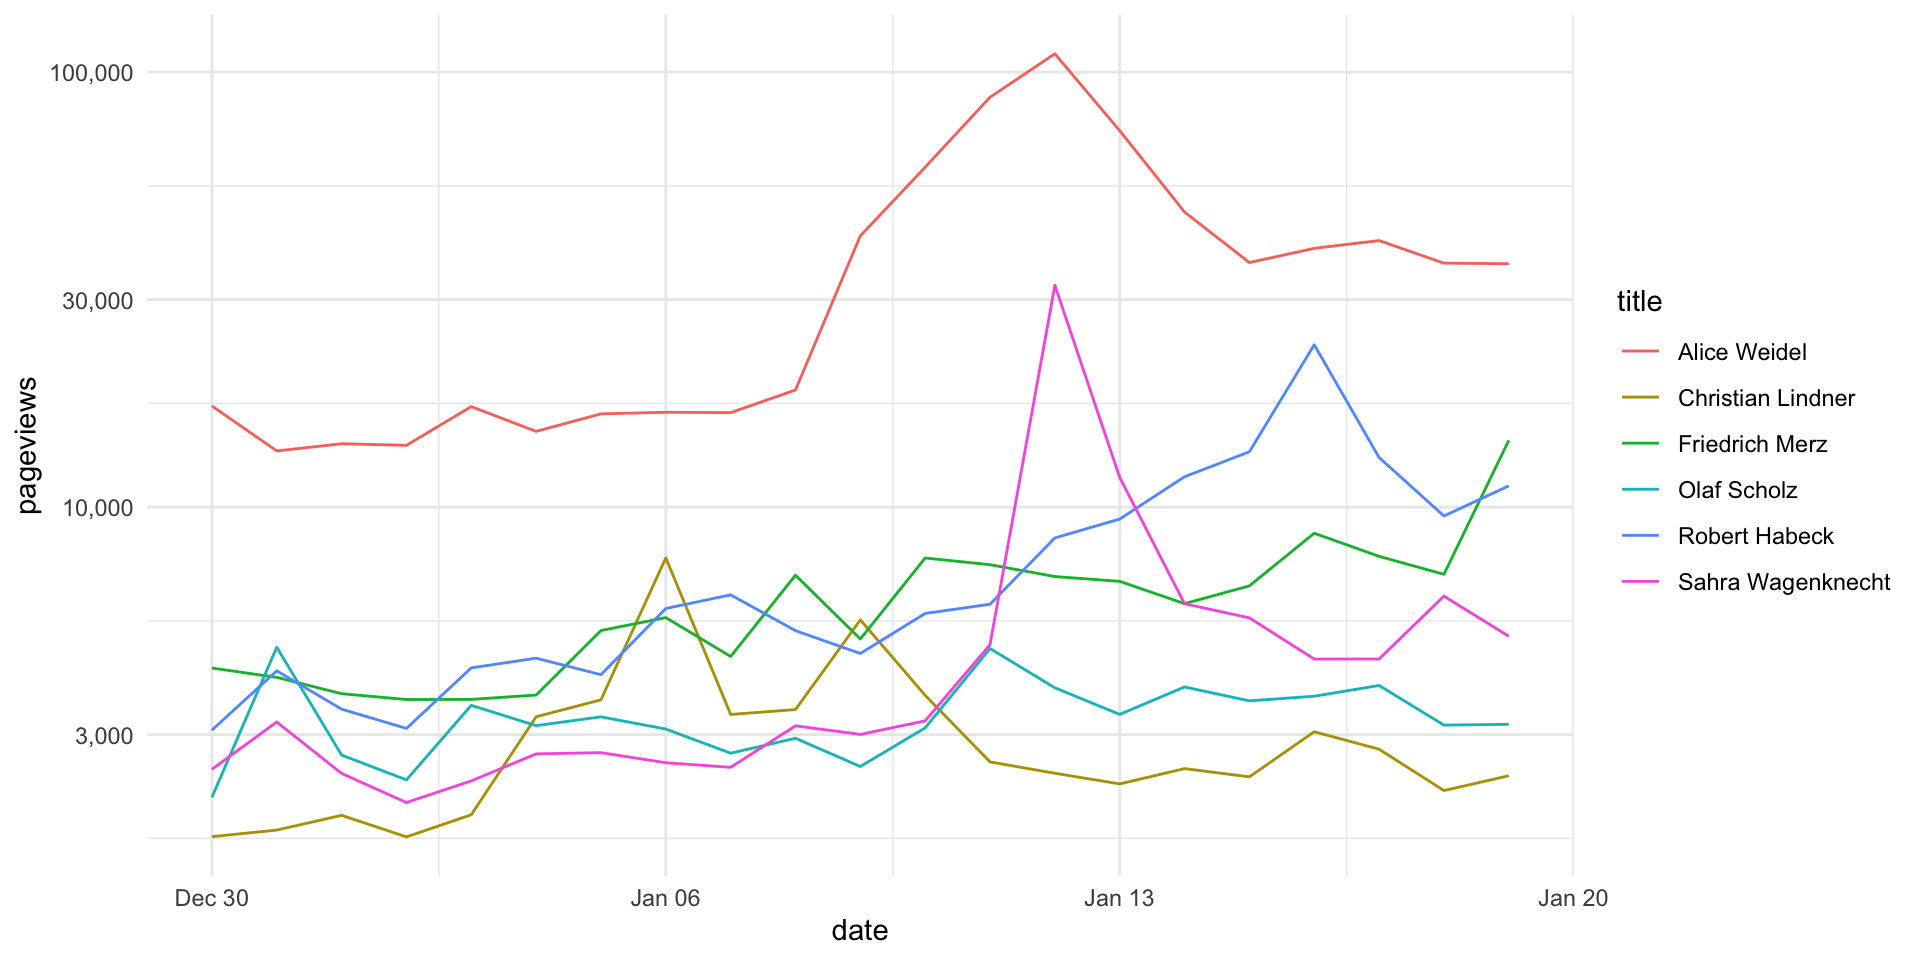 100,000
30,000
10,000
3,000
pageviews
Dec 30
Jan 06
Jan 13
Jan 20
date
title
Alice Weidel
Christian Lindner
Friedrich Merz
Olaf Scholz
Robert Habeck
Sahra Wagenknecht